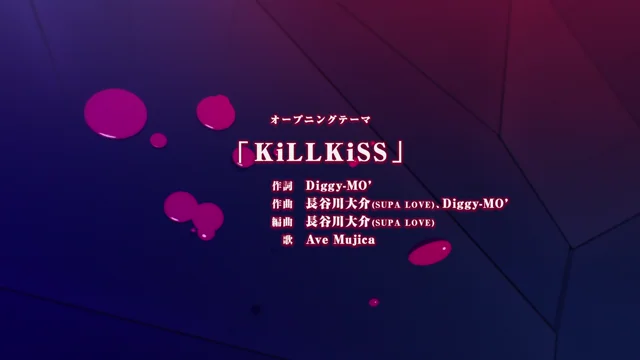 オープニングテーマ
「KiLLKiSS」
作詞 Diggy-MO'
作曲 長谷川大介(SUPA LOVE)、Diggy-MO'
編曲 長谷川大介(SUPA LOVE)
歌 Ave Mujica